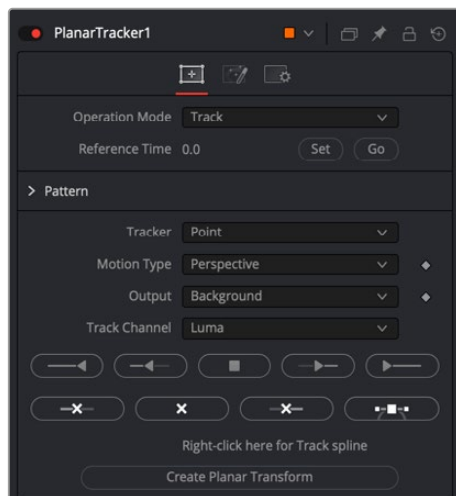 PlanarTracker1
Operation Mode Track
Reference Time 0.0 Set Go
Pattern
Tracker Point
Motion Type Perspective
Output Background
Track Channel Luma
Right-click here for Track spline
Create Planar Transform